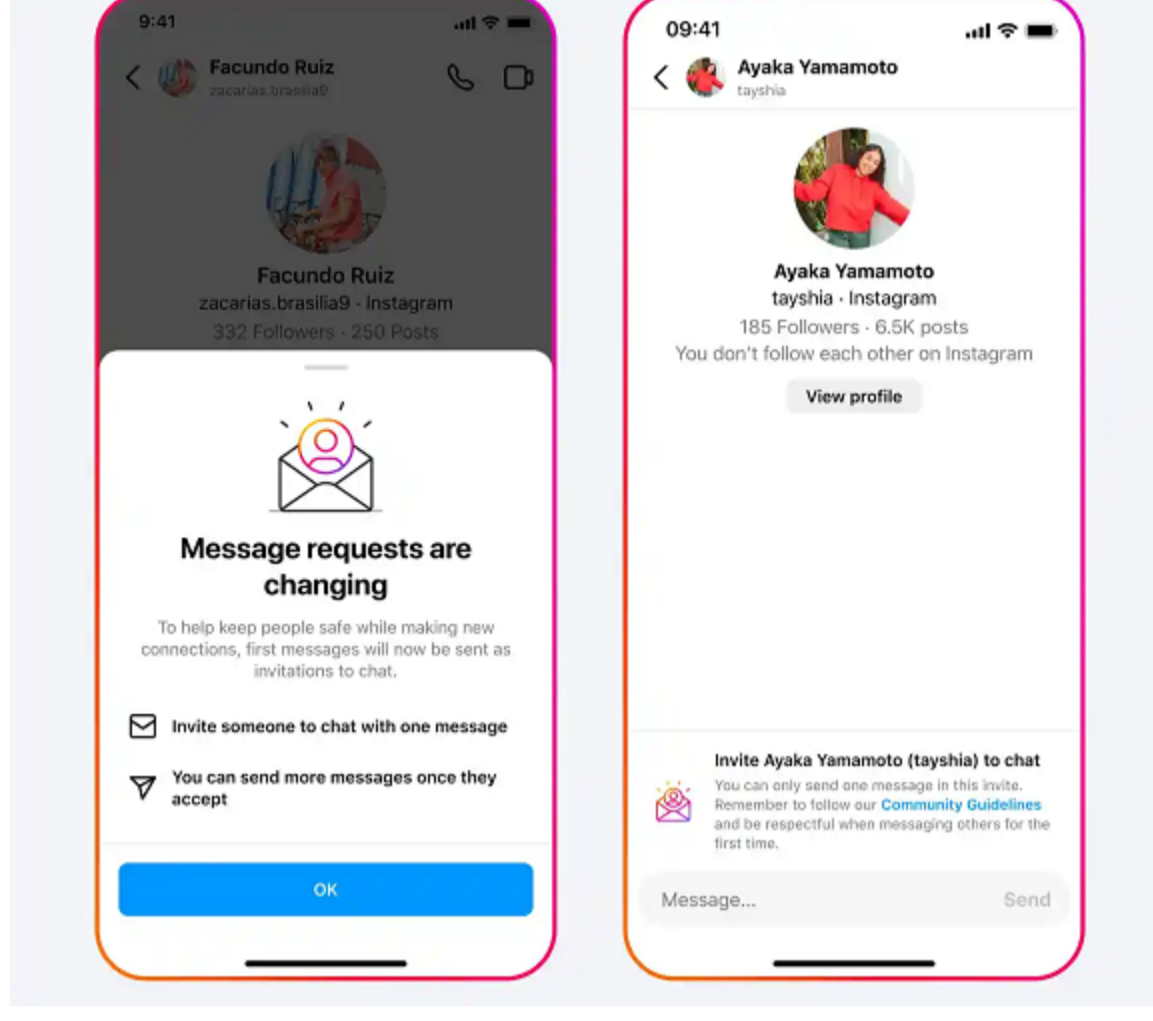 9:41
Facundo Ruiz
zacarias.brasilia9
Facundo Ruiz
zacarias.brasilia9 · Instagram
332 Followers · 250 Posts
Message requests are
changing
To help keep people safe while making new
connections, first messages will now be sent as
invitations to chat.
Invite someone to chat with one message
You can send more messages once they
accept
OK
09:41
Ayaka Yamamoto
tayshia
Ayaka Yamamoto
tayshia · Instagram
185 Followers · 6.5K posts
You don't follow each other on Instagram
View profile
Invite Ayaka Yamamoto (tayshia) to chat
You can only send one message in this invite.
Remember to follow our Community Guidelines
and be respectful when messaging others for the
first time.
Message...
Send